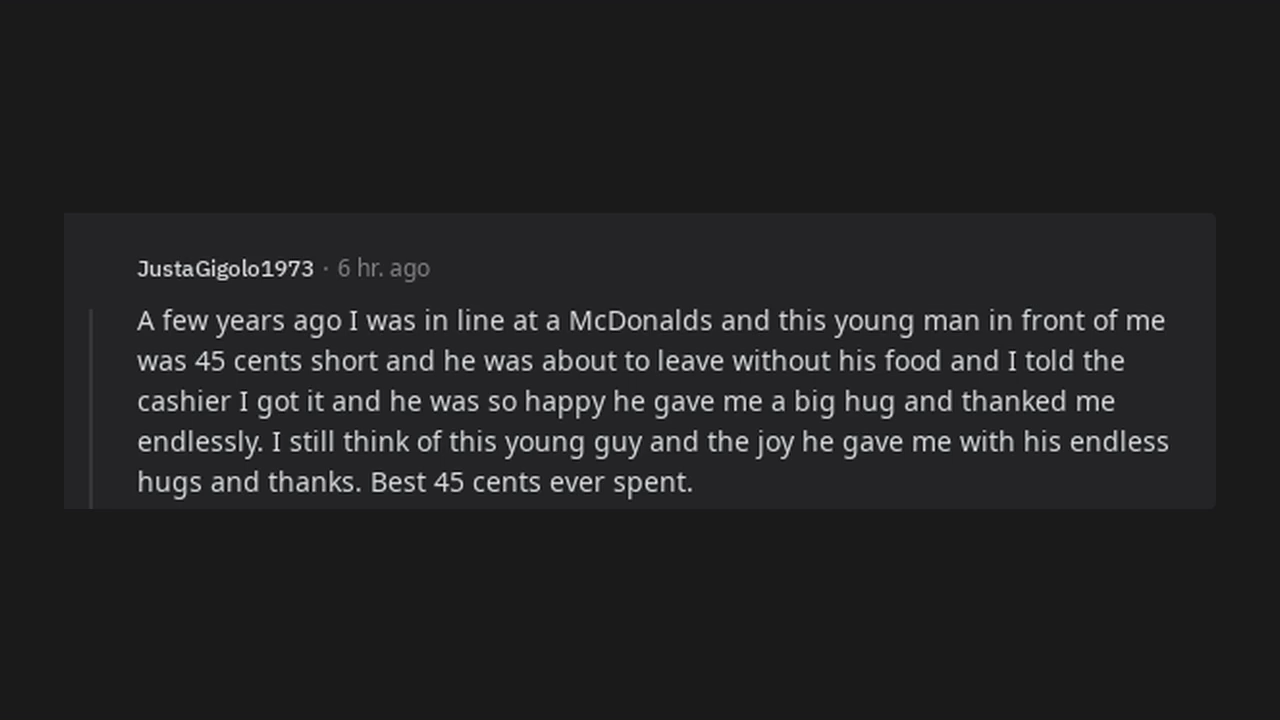 JustaGigolo1973 · 6 hr. ago
A few years ago I was in line at a McDonalds and this young man in front of me
was 45 cents short and he was about to leave without his food and I told the
cashier I got it and he was so happy he gave me a big hug and thanked me
endlessly. I still think of this young guy and the joy he gave me with his endless
hugs and thanks. Best 45 cents ever spent.